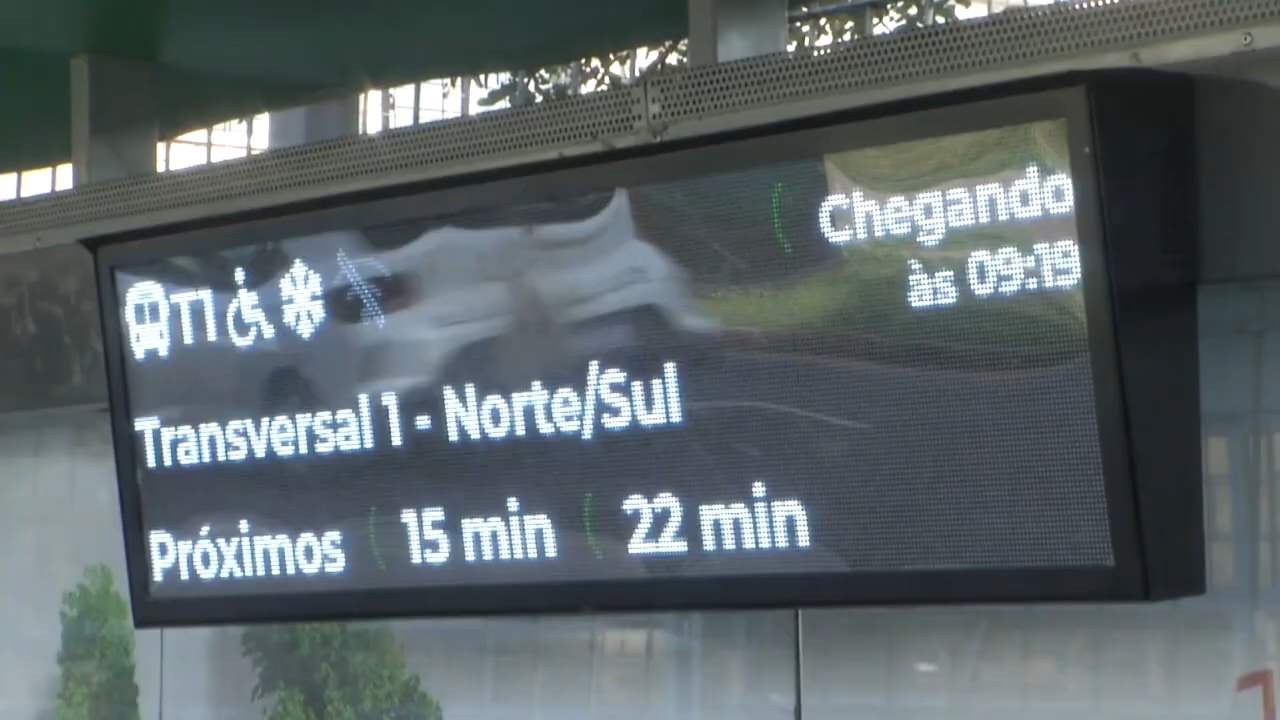 T1
Chegando
às 09:19
Transversal 1 - Norte/Sul
Próximos 15 min 22 min